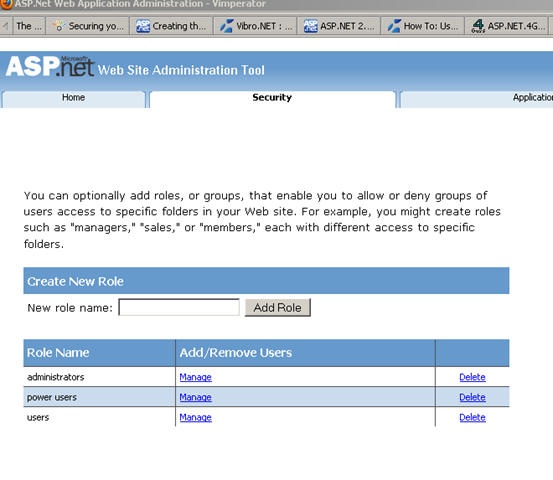 ASP.Net Web Application Administration - Vimperator
The ... Securing yo... Creating th... Vibro.NET : ... ASP.NET 2.... How To: Us... ASP.NET.4G...
ASP.net Microsoft Web Site Administration Tool
Home Security Application
You can optionally add roles, or groups, that enable you to allow or deny groups of
users access to specific folders in your Web site. For example, you might create roles
such as "managers," "sales," or "members," each with different access to specific
folders.
Create New Role
New role name: Add Role
Role Name Add/Remove Users
administrators Manage Delete
power users Manage Delete
users Manage Delete